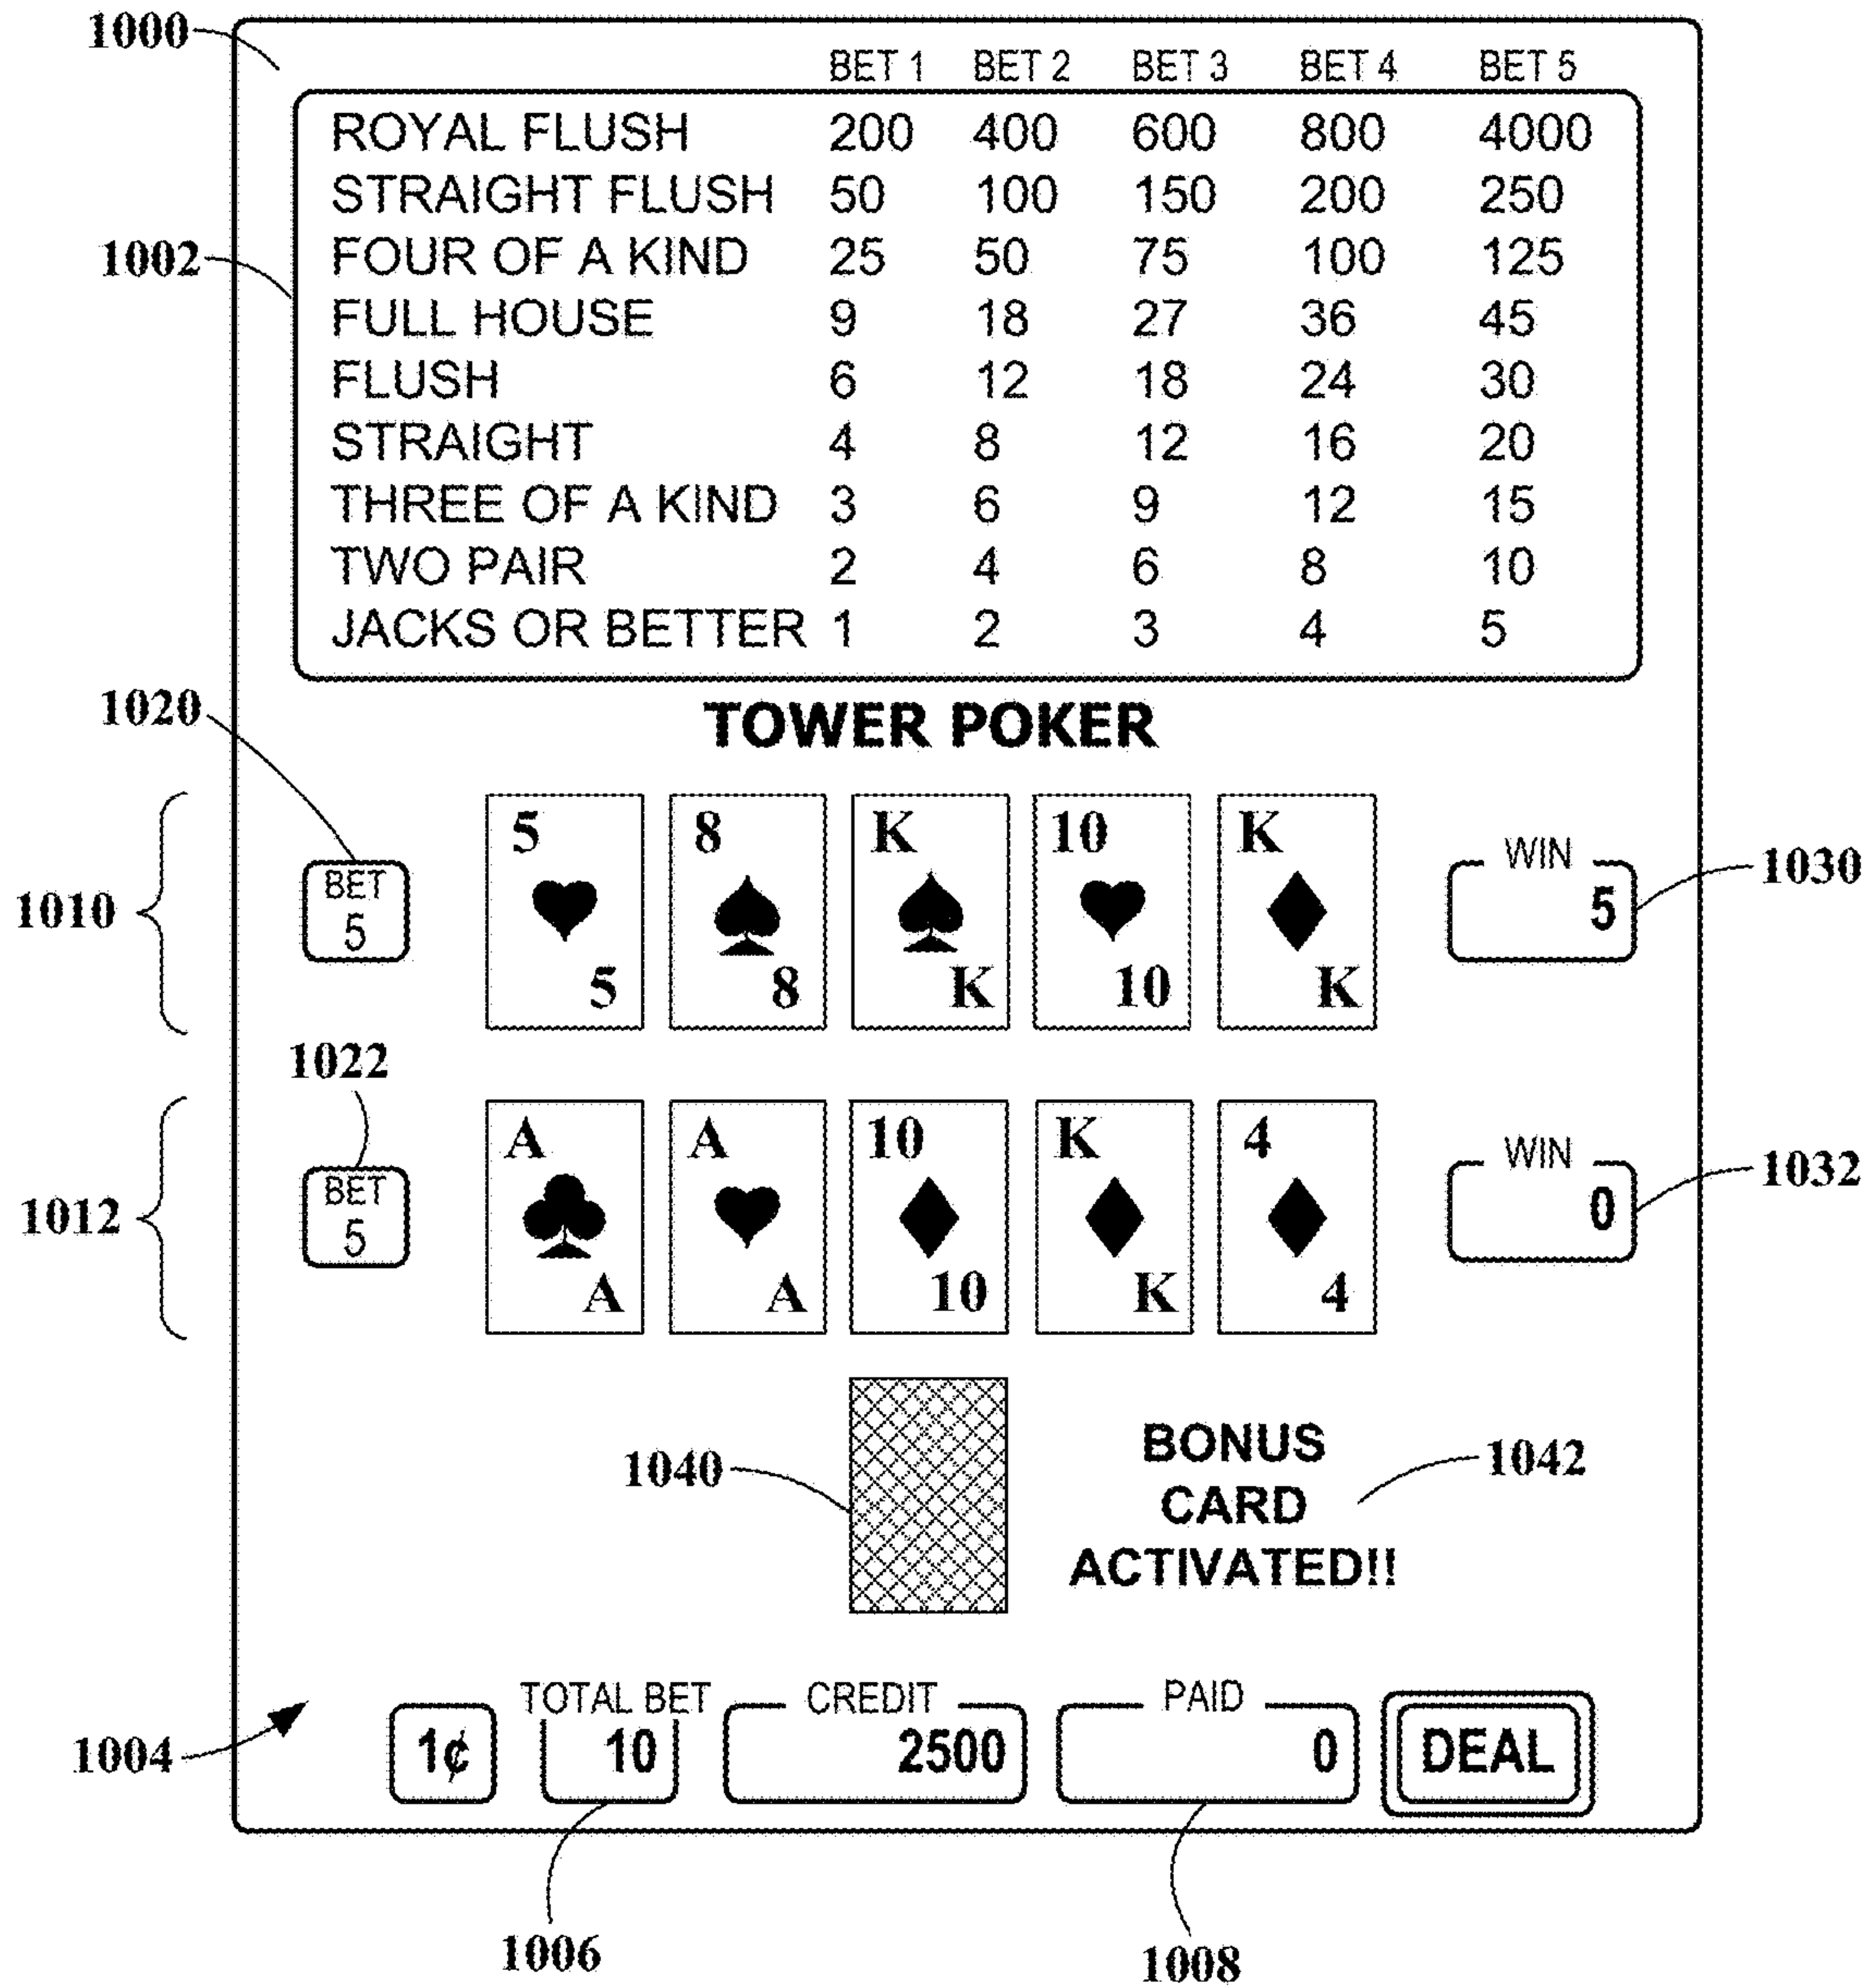 1000
BET 1 BET 2 BET 3 BET 4 BET 5
ROYAL FLUSH 200 400 600 800 4000
STRAIGHT FLUSH 50 100 150 200 250
1002
FOUR OF A KIND 25 50 75 100 125
FULL HOUSE 9 18 27 36 45
FLUSH 6 12 18 24 30
STRAIGHT 4 8 12 16 20
THREE OF A KIND 3 6 9 12 15
TWO PAIR 2 4 6 8 10
JACKS OR BETTER 1 2 3 4 5
1020
TOWER POKER
5 8 K 10 K
WIN
1030
BET
5
5
1010
5 8 K 10 K
1022
A A 10 K 4
WIN
1032
BET
0
1012
5
A A 10 K 4
BONUS
1040
1042
CARD
ACTIVATED!!
TOTAL BET CREDIT PAID
1004
1¢ 10 2500 0 DEAL
1006
1008